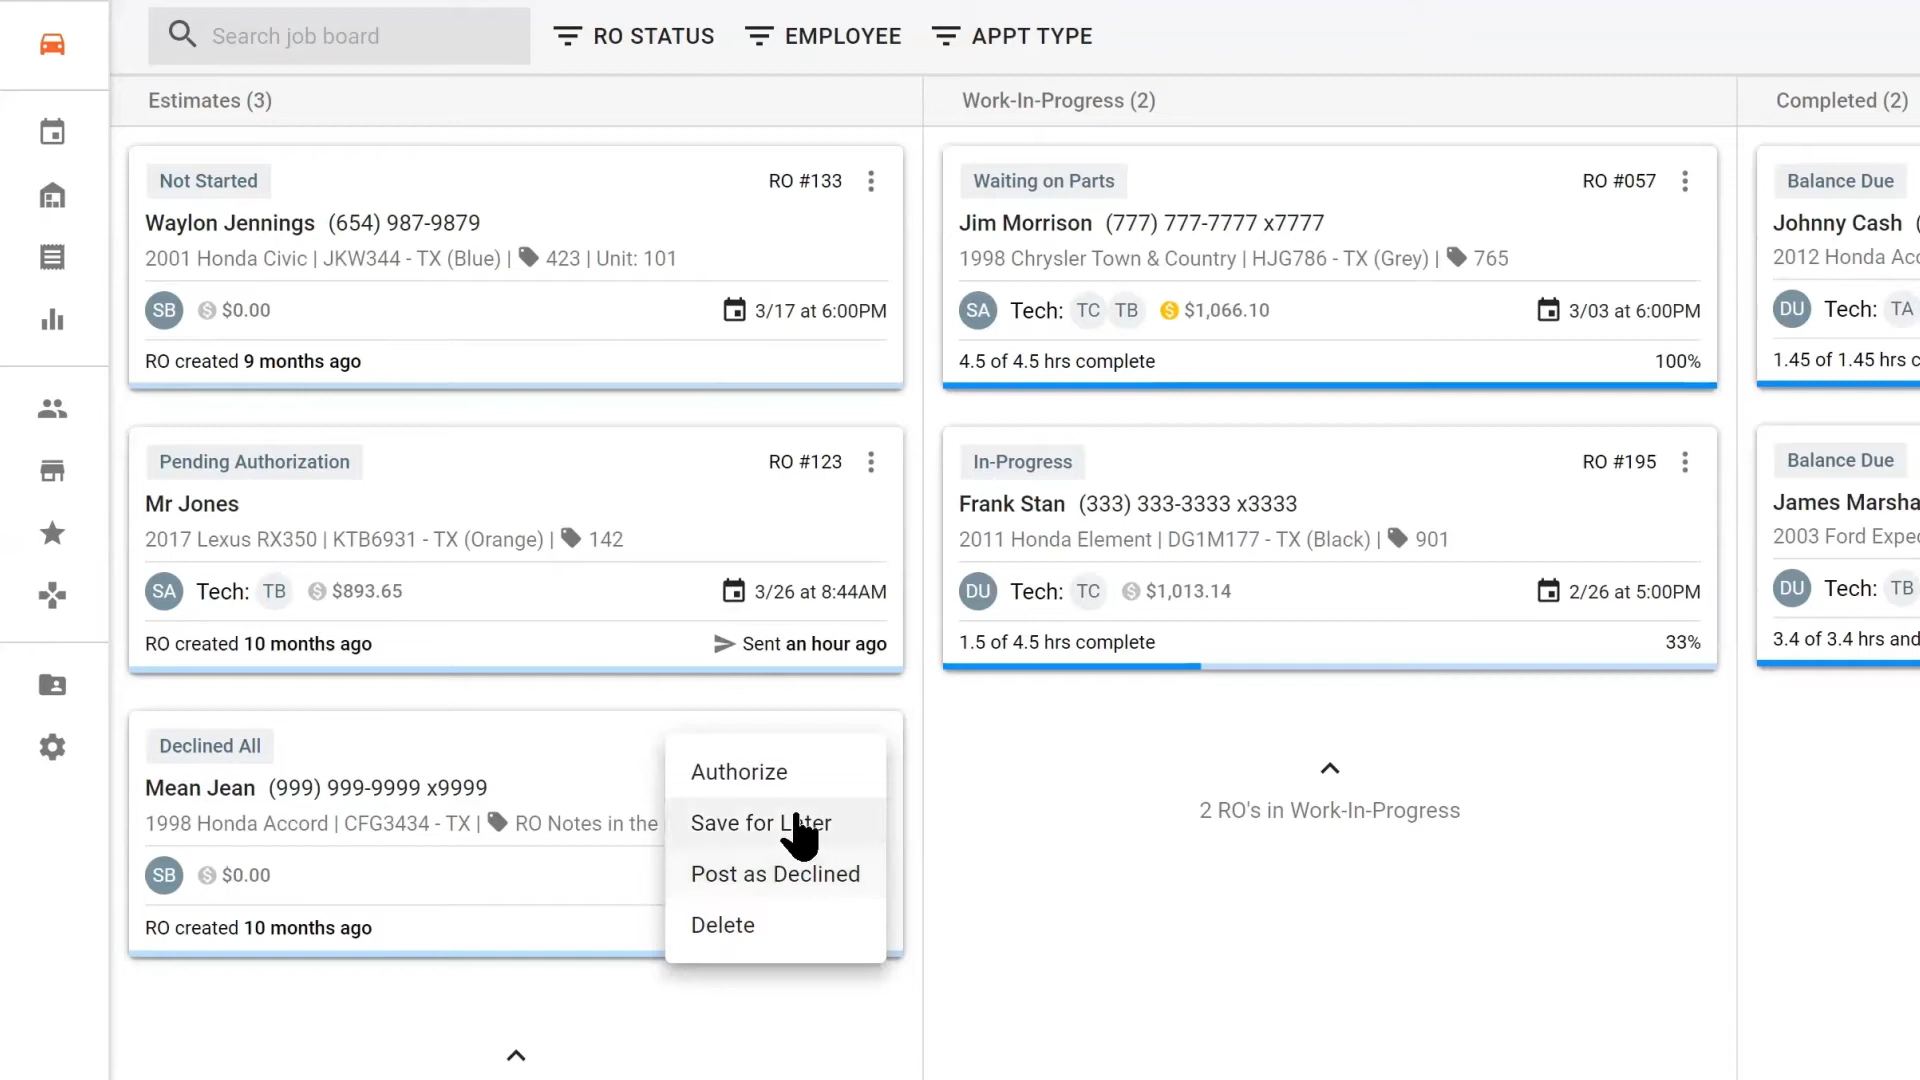 Search job board
RO STATUS
EMPLOYEE
APPT TYPE
Estimates (3)
Not Started
RO #133
Waylon Jennings (654) 987-9879
2001 Honda Civic | JKW344 - TX (Blue) | 423 | Unit: 101
SB $0.00
3/17 at 6:00PM
RO created 9 months ago
Pending Authorization
RO #123
Mr Jones
2017 Lexus RX350 | KTB6931 - TX (Orange) | 142
SA Tech: TB $893.65
3/26 at 8:44AM
RO created 10 months ago
Sent an hour ago
Declined All
Mean Jean (999) 999-9999 x9999
1998 Honda Accord | CFG3434 - TX | RO Notes in the
SB $0.00
RO created 10 months ago
Authorize
Save for Later
Post as Declined
Delete
Work-In-Progress (2)
Waiting on Parts
RO #057
Jim Morrison (777) 777-7777 x7777
1998 Chrysler Town & Country | HJG786 - TX (Grey) | 765
SA Tech: TC TB $1,066.10
3/03 at 6:00PM
4.5 of 4.5 hrs complete
100%
In-Progress
RO #195
Frank Stan (333) 333-3333 x3333
2011 Honda Element | DG1M177 - TX (Black) | 901
DU Tech: TC $1,013.14
2/26 at 5:00PM
1.5 of 4.5 hrs complete
33%
2 RO's in Work-In-Progress
Completed (2)
Balance Due
Johnny Cash (
2012 Honda Acc
DU Tech: TA
1.45 of 1.45 hrs c
Balance Due
James Marsha
2003 Ford Expe
DU Tech: TB
3.4 of 3.4 hrs and